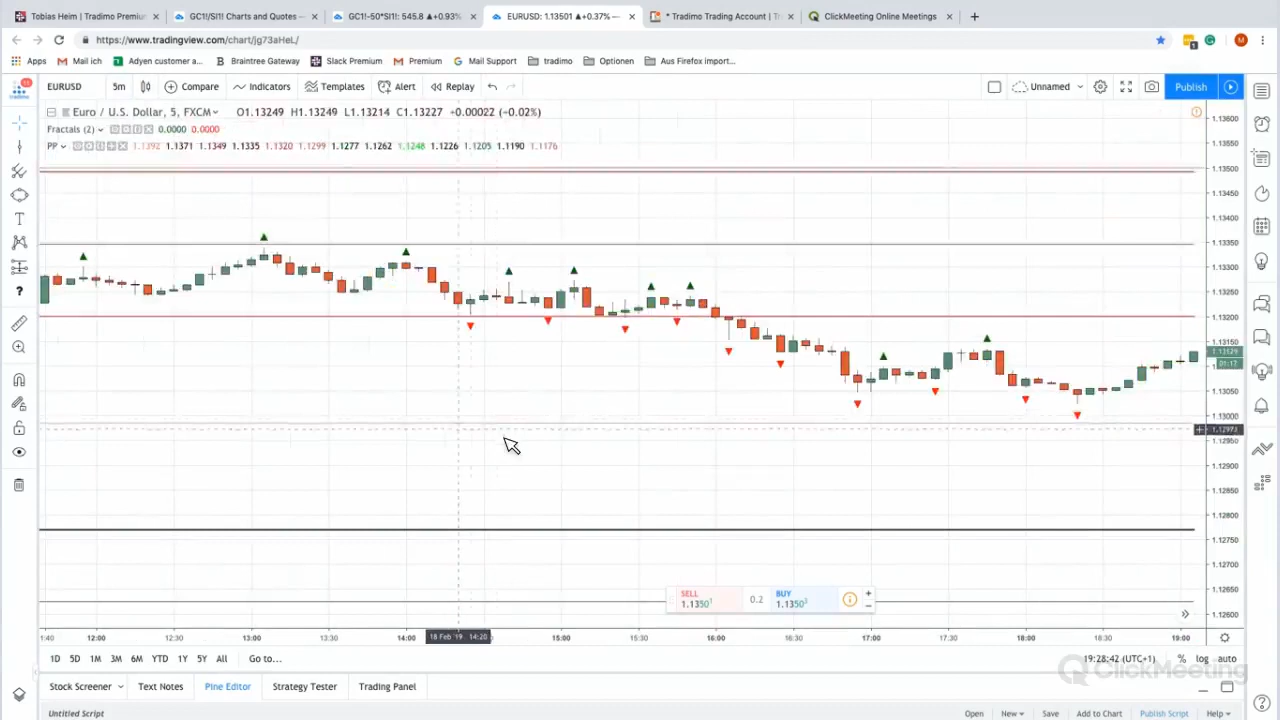 Tobias Heim | Tradimo Premium
GC1!/SI1! Charts and Quotes –
GC1!-50*SI1!: 545.8 ▲+0.93%
EURUSD: 1.13501 ▲+0.37% —
* Tradimo Trading Account | T
ClickMeeting Online Meetings
https://www.tradingview.com/chart/jg73aHeL/
Apps
Mail ich
Adyen customer a...
Braintree Gateway
Slack Premium
Premium
Mail Support
tradimo
Optionen
Aus Firefox import...
EURUSD 5m Compare Indicators Templates Alert Replay Unnamed Publish
Euro / U.S. Dollar, 5, FXCM O1.13249 H1.13249 L1.13214 C1.13227 +0.00022 (−0.02%)
Fractals (2) 0.0000 0.0000
PP 1.1392 1.1371 1.1349 1.1335 1.1320 1.1299 1.1277 1.1262 1.1248 1.1226 1.1205 1.1190 1.1176
1.13600
1.13550
1.13500
1.13450
1.13400
1.13350
1.13300
1.13250
1.13200
1.13150
1.13129
01:17
1.13050
1.13000
1.12973
1.12950
1.12900
1.12850
1.12800
1.12750
1.12700
1.12650
1.12600
SELL
1.13501
0.2
BUY
1.13503
1:40 12:00 12:30 13:00 13:30 14:00 18 Feb '19 14:20 15:00 15:30 16:00 16:30 17:00 17:30 18:00 18:30 19:00
1D 5D 1M 3M 6M YTD 1Y 5Y All Go to... 19:28:42 (UTC+1) % log auto
ClickMeeting
Stock Screener Text Notes Pine Editor Strategy Tester Trading Panel
Untitled Script Open New Save Add to Chart Publish Script Help